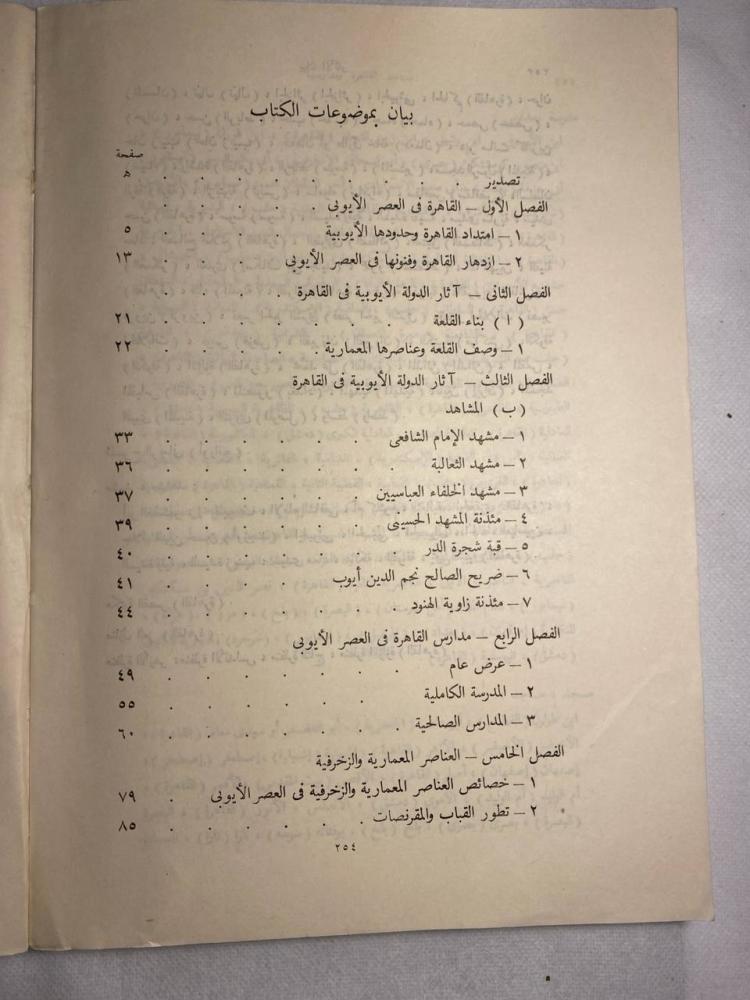 بيان بموضوعات الكتاب
صفحة
تصدير . . . . . . . . . . ه
الفصل الأول – القاهرة فى العصر الأيوبى . . . . .
١ – امتداد القاهرة وحدودها الأيوبية . . . . ٥
٢ – ازدهار القاهرة وفنونها فى العصر الأيوبى . . . . ١٣
الفصل الثانى – آثار الدولة الأيوبية فى القاهرة . . . .
( ا ) بناء القلعة . . . . . . . ٢١
١ – وصف القلعة وعناصرها المعمارية . . . . . ٢٢
الفصل الثالث – آثار الدولة الأيوبية فى القاهرة
( ب ) المشاهد
١ – مشهد الإمام الشافعى . . . . . . ٣٣
٢ – مشهد الثعالبة . . . . . . ٣٦
٣ – مشهد الخلفاء العباسيين . . . . . . ٣٧
٤ – مئذنة المشهد الحسينى . . . . . . ٣٩
٥ – قبة شجرة الدر . . . . . . ٤٠
٦ – ضريح الصالح نجم الدين أيوب . . . . ٤١
٧ – مئذنة زاوية الهنود . . . . . . ٤٤
الفصل الرابع – مدارس القاهرة فى العصر الأيوبى
١ – عرض عام . . . . . . . ٤٩
٢ – المدرسة الكاملية . . . . . . ٥٥
٣ – المدارس الصالحية . . . . . . ٦٠
الفصل الخامس – العناصر المعمارية والزخرفية
١ – خصائص العناصر المعمارية والزخرفية فى العصر الأيوبى . ٧٩
٢ – تطور القباب والمقرنصات . . . . . . ٨٥
٢٥٤